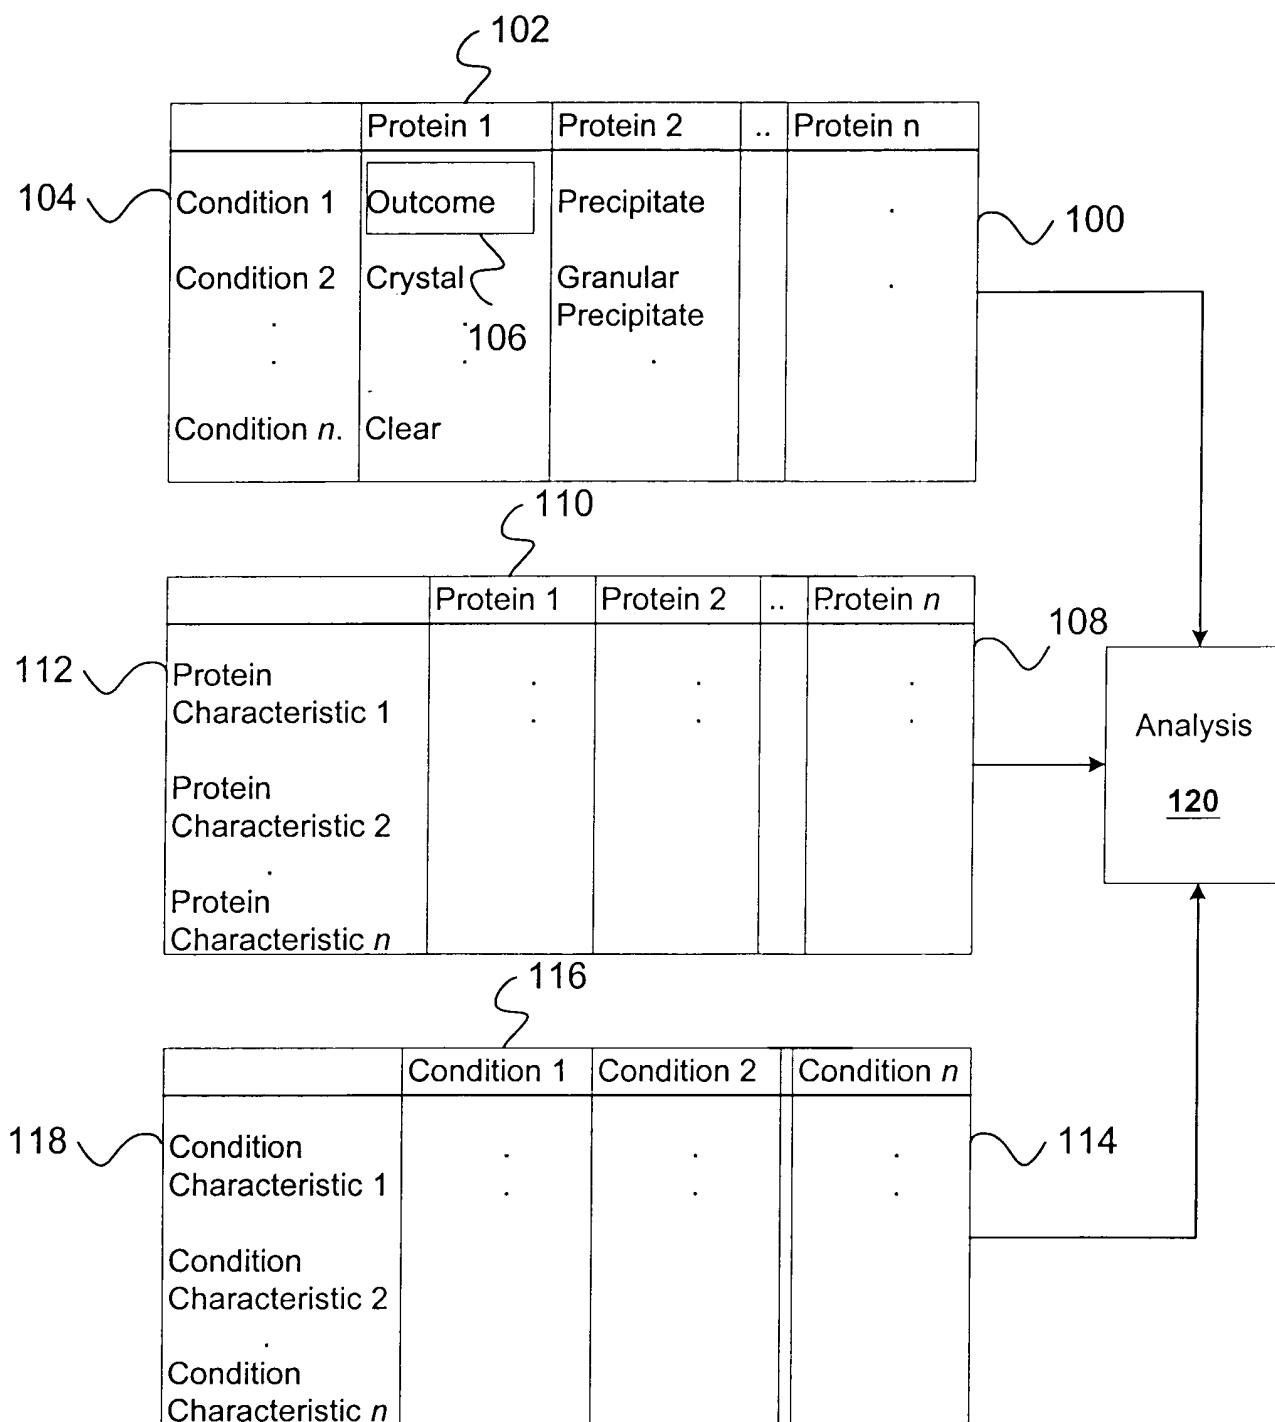 102
Protein 1 Protein 2 .. Protein n
104 Condition 1 Outcome Precipitate 100
Condition 2 Crystal Granular
Precipitate
106
Condition n. Clear
110
Protein 1 Protein 2 .. Protein n
108
112 Protein
Characteristic 1
Analysis
Protein
Characteristic 2
120
Protein
Characteristic n
116
Condition 1 Condition 2 Condition n
118 Condition 114
Characteristic 1
Condition
Characteristic 2
Condition
Characteristic n